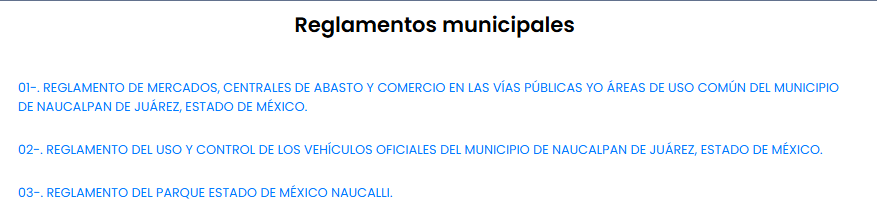 Reglamentos municipales
01-. REGLAMENTO DE MERCADOS, CENTRALES DE ABASTO Y COMERCIO EN LAS VÍAS PÚBLICAS YO ÁREAS DE USO COMÚN DEL MUNICIPIO
DE NAUCALPAN DE JUÁREZ, ESTADO DE MÉXICO.
02-. REGLAMENTO DEL USO Y CONTROL DE LOS VEHÍCULOS OFICIALES DEL MUNICIPIO DE NAUCALPAN DE JUÁREZ, ESTADO DE MÉXICO.
03-. REGLAMENTO DEL PARQUE ESTADO DE MÉXICO NAUCALLI.